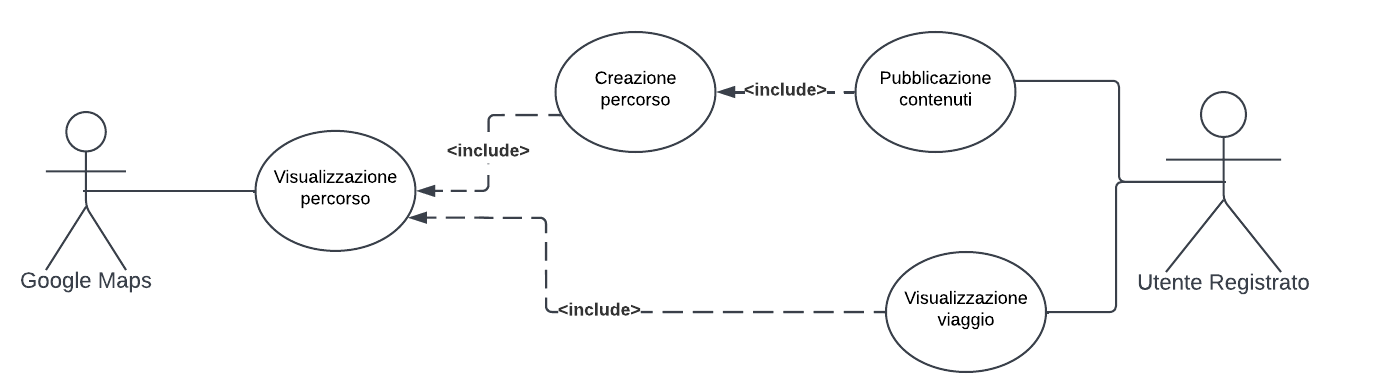 Creazione
percorso
<include>
Pubblicazione
contenuti
<include>
Visualizzazione
percorso
Google Maps
Utente Registrato
Visualizzazione
viaggio
<include>